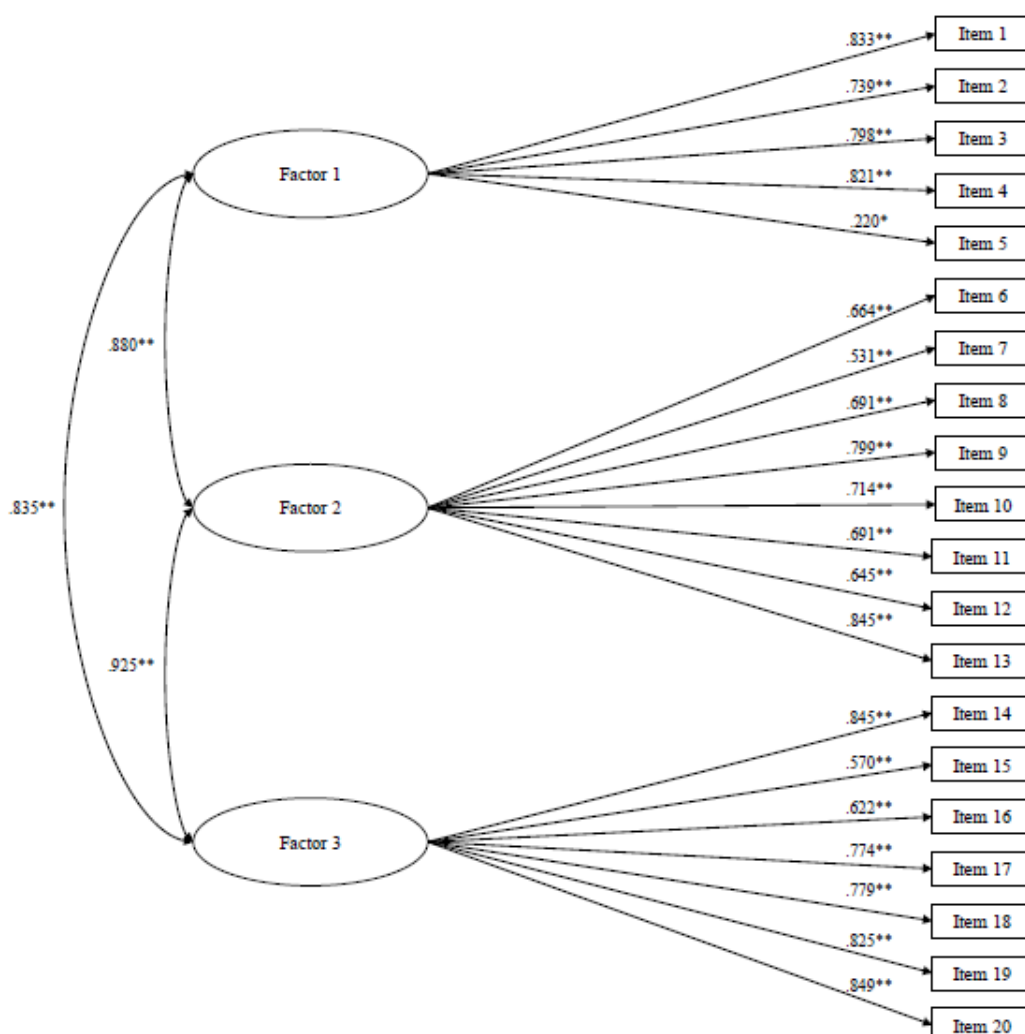 .833**
Item 1
.739**
Item 2
.798**
Item 3
Factor 1
.821**
Item 4
.220*
Item 5
.664**
Item 6
.880**
.531**
Item 7
.691**
Item 8
.799**
Item 9
.835**
Factor 2
.714**
Item 10
.691**
Item 11
.645**
Item 12
.845**
Item 13
.925**
.845**
Item 14
.570**
Item 15
.622**
Item 16
Factor 3
.774**
Item 17
.779**
Item 18
.825**
Item 19
.849**
Item 20